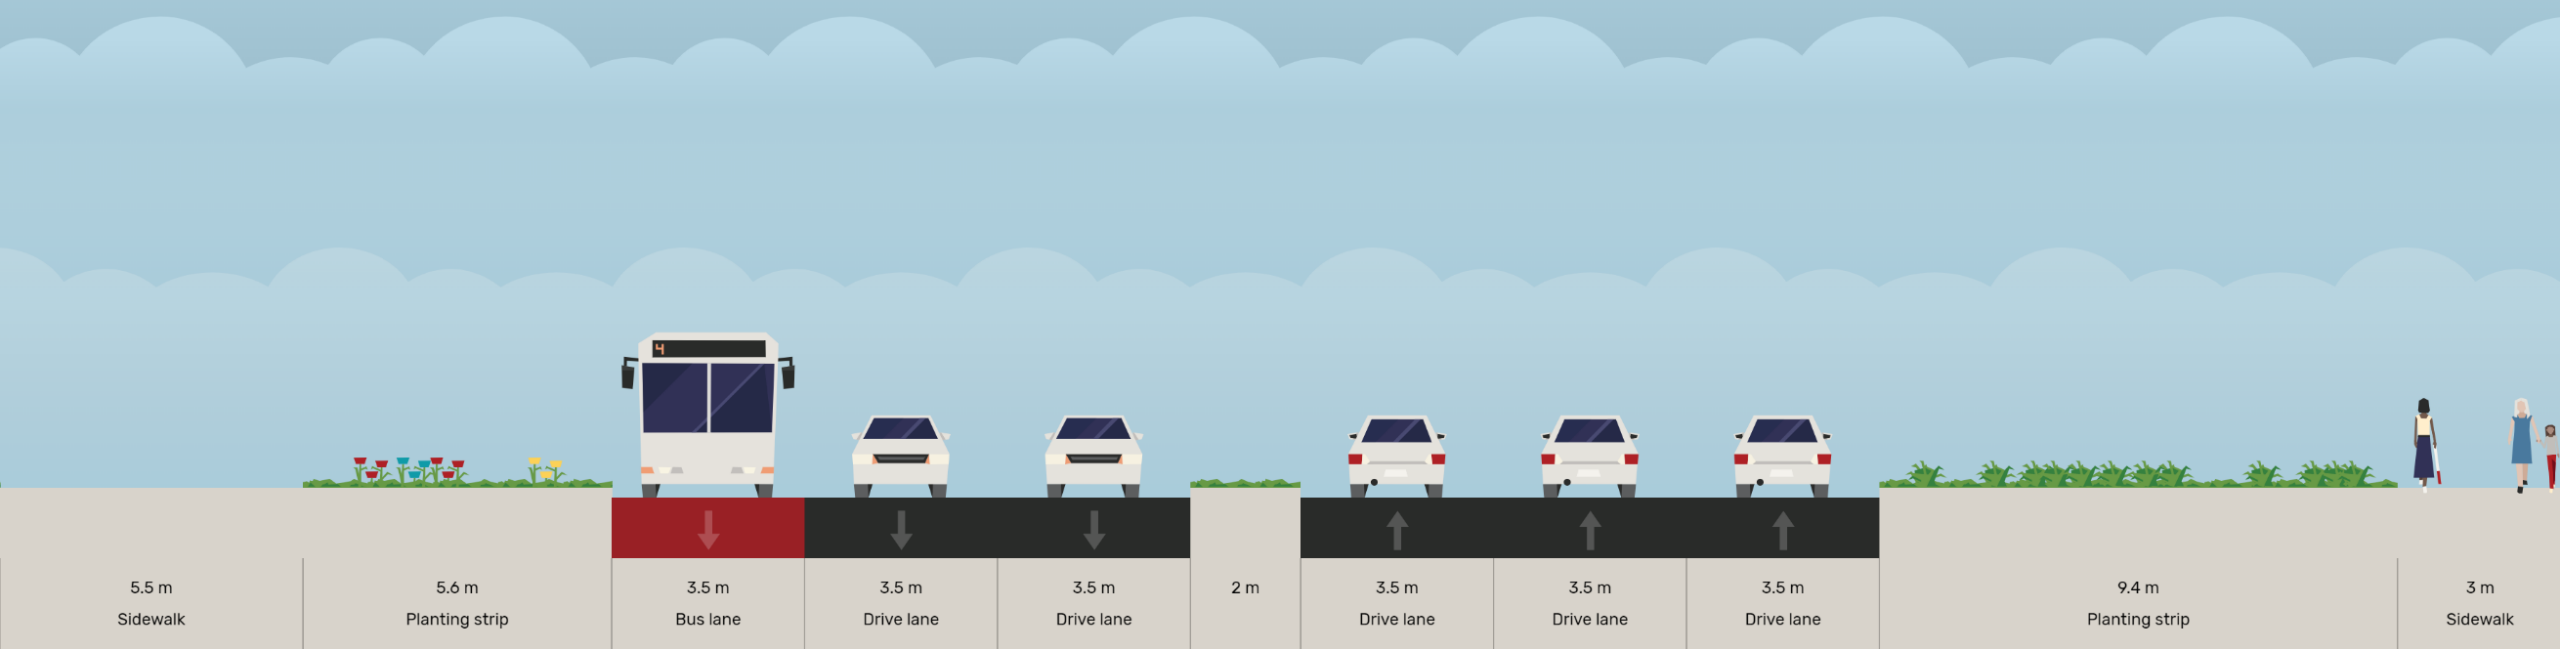 4
5.5 m
Sidewalk
5.6 m
Planting strip
3.5 m
Bus lane
3.5 m
Drive lane
3.5 m
Drive lane
2 m
3.5 m
Drive lane
3.5 m
Drive lane
3.5 m
Drive lane
9.4 m
Planting strip
3 m
Sidewalk